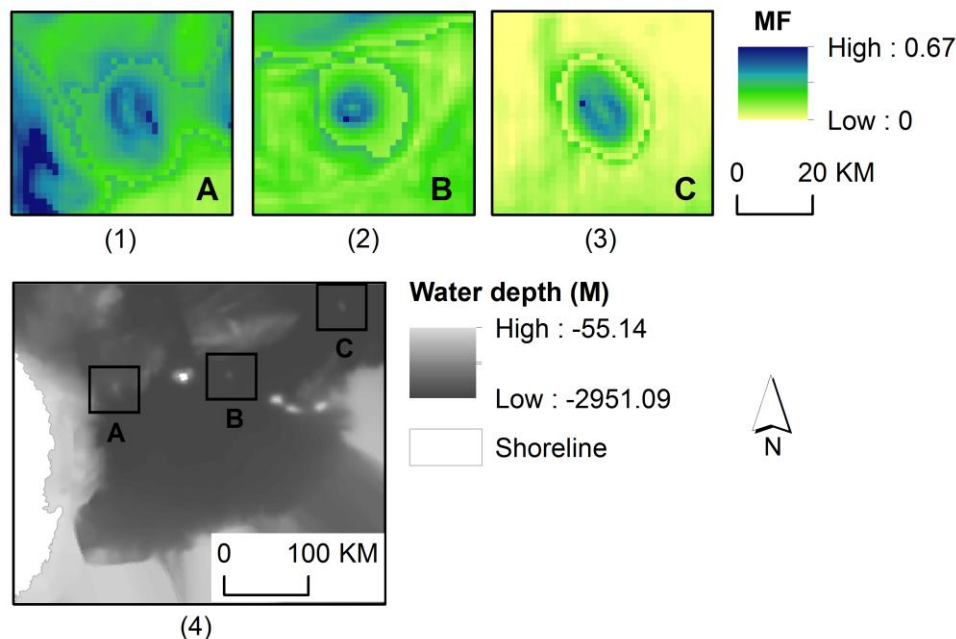 A
B
C
(1)
(2)
(3)
MF
High : 0.67
Low : 0
0 20 KM
A
B
C
0 100 KM
(4)
Water depth (M)
High : -55.14
Low : -2951.09
Shoreline
N